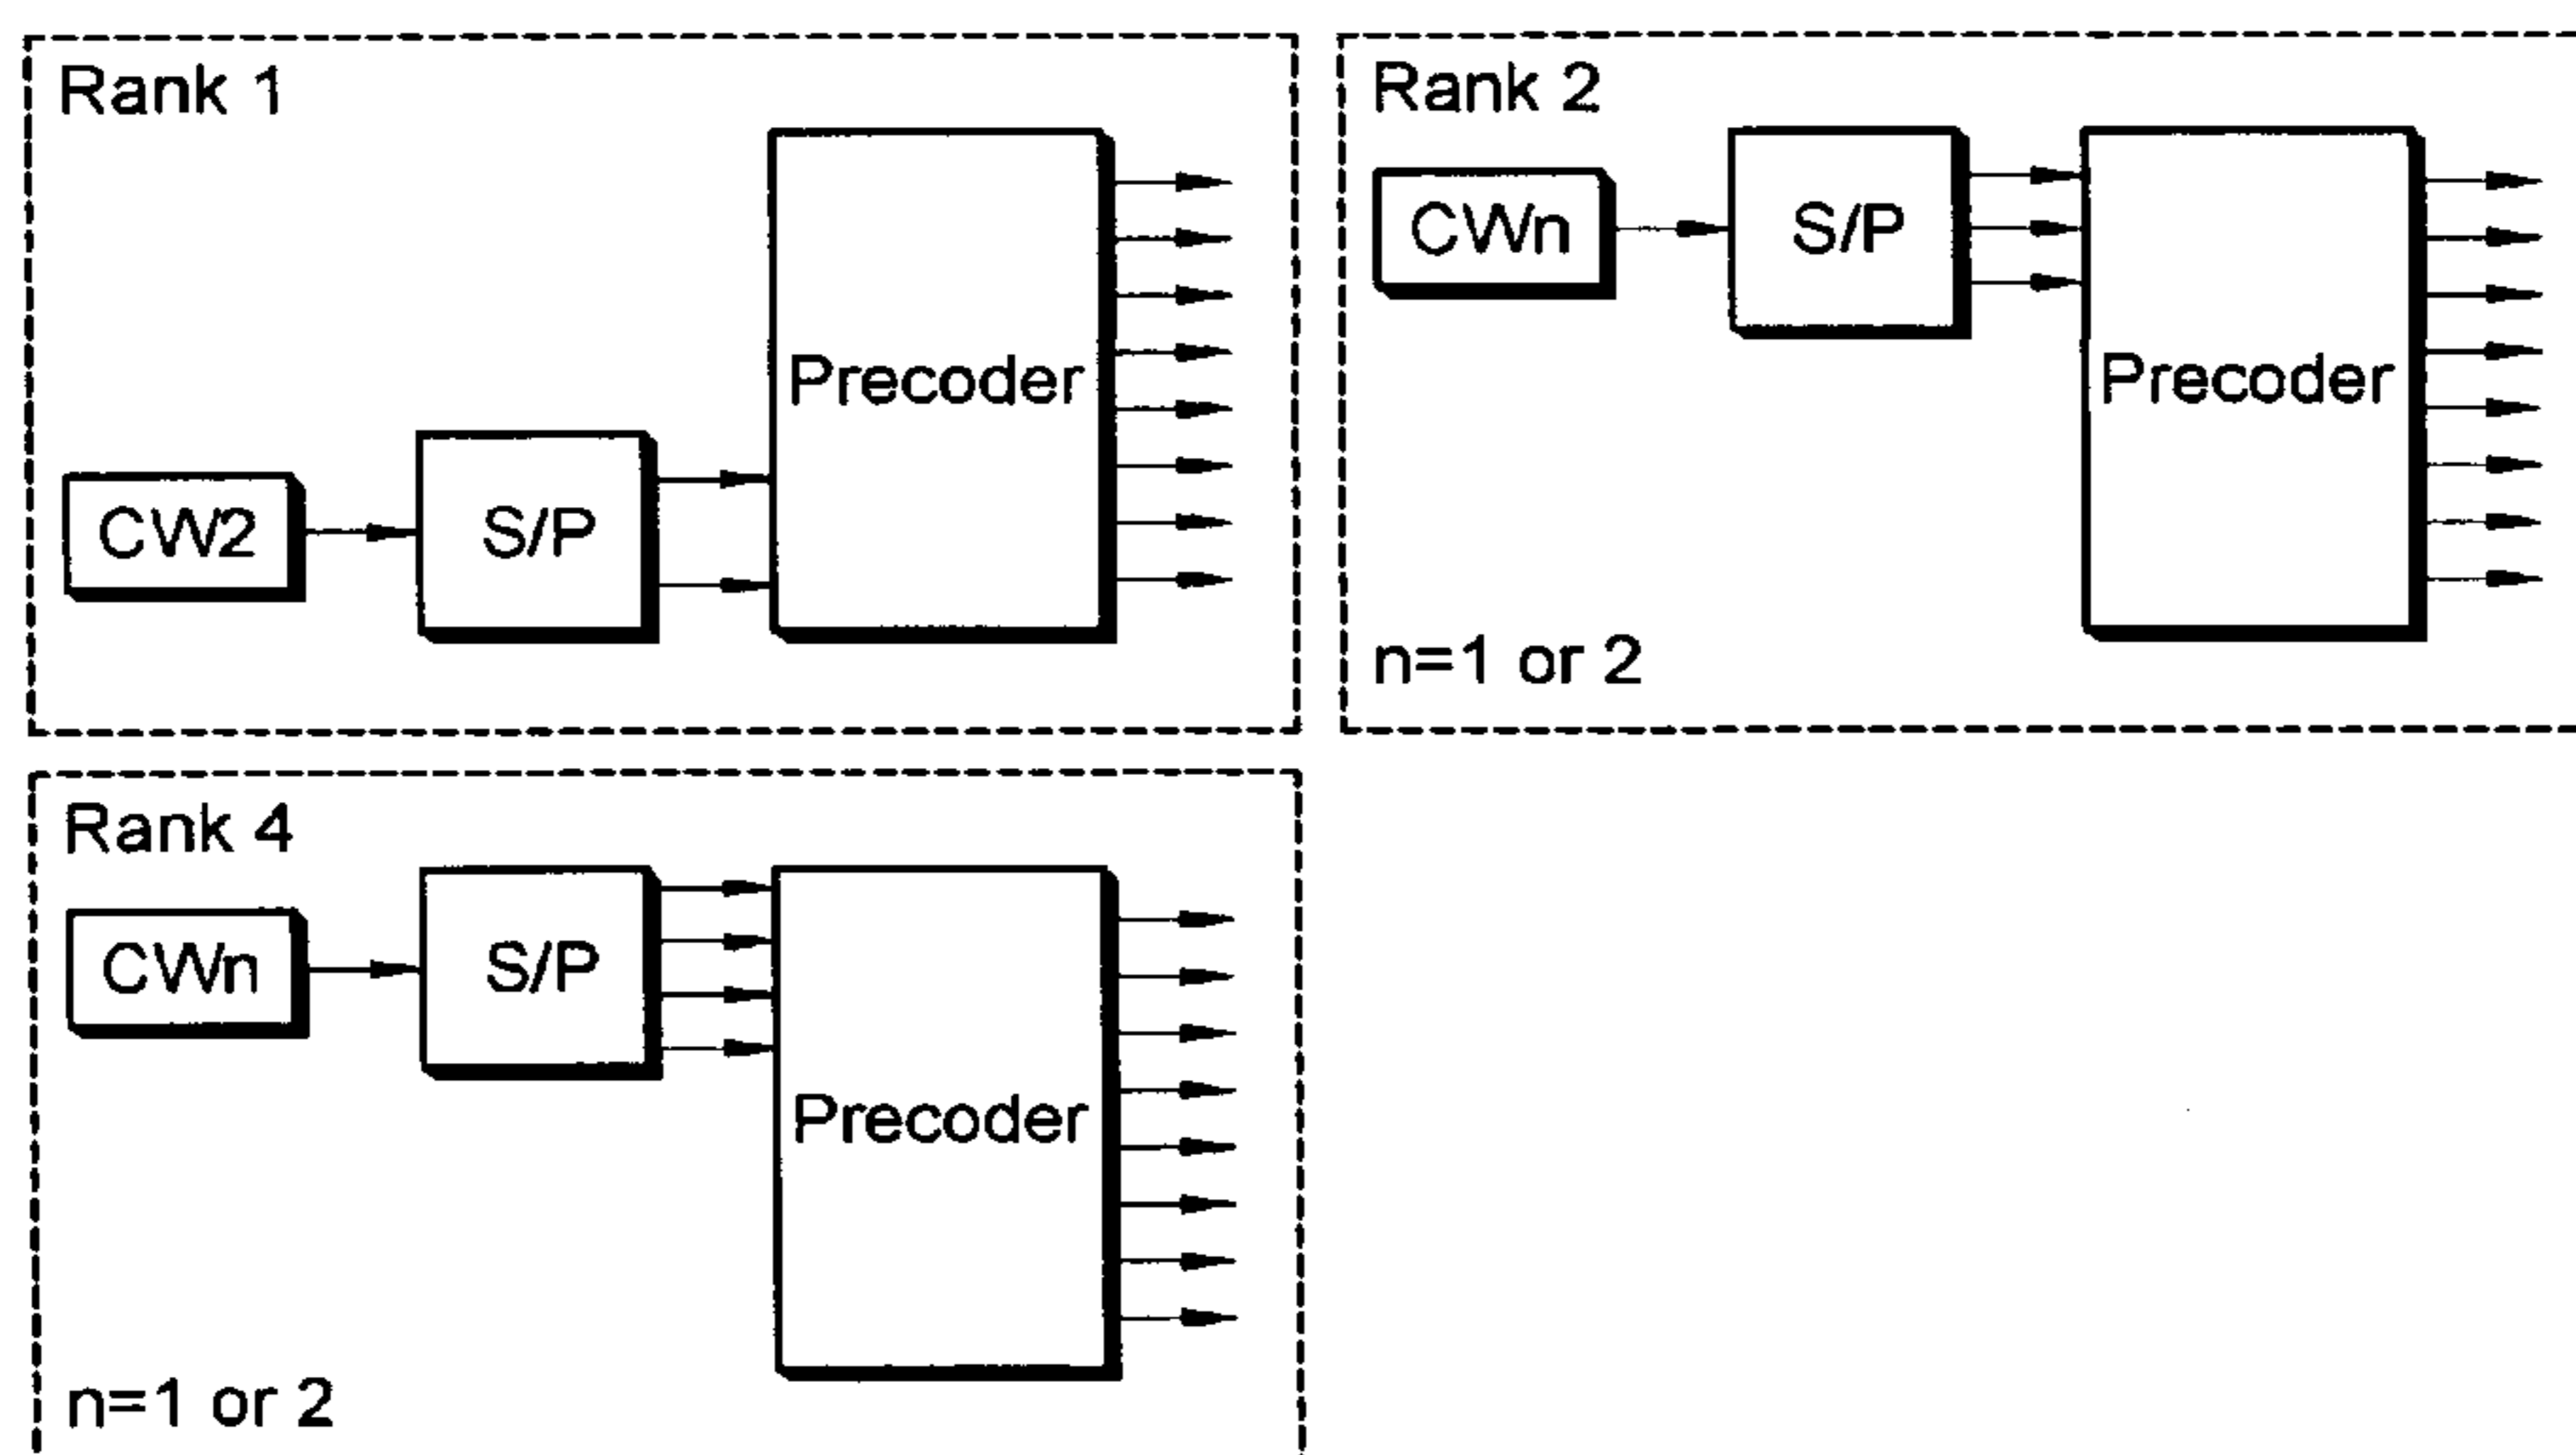 Rank 1
CW2
S/P
Precoder
Rank 2
CWn
S/P
Precoder
n=1 or 2
Rank 4
CWn
S/P
Precoder
n=1 or 2